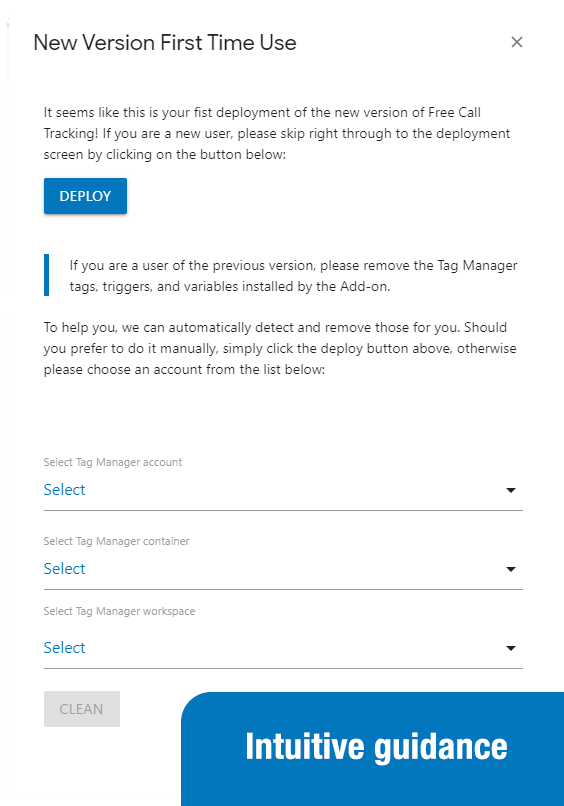 New Version First Time Use
It seems like this is your fist deployment of the new version of Free Call
Tracking! If you are a new user, please skip right through to the deployment
screen by clicking on the button below:
DEPLOY
If you are a user of the previous version, please remove the Tag Manager
tags, triggers, and variables installed by the Add-on.
To help you, we can automatically detect and remove those for you. Should
you prefer to do it manually, simply click the deploy button above, otherwise
please choose an account from the list below:
Select Tag Manager account
Select
Select Tag Manager container
Select
Select Tag Manager workspace
Select
CLEAN
Intuitive guidance